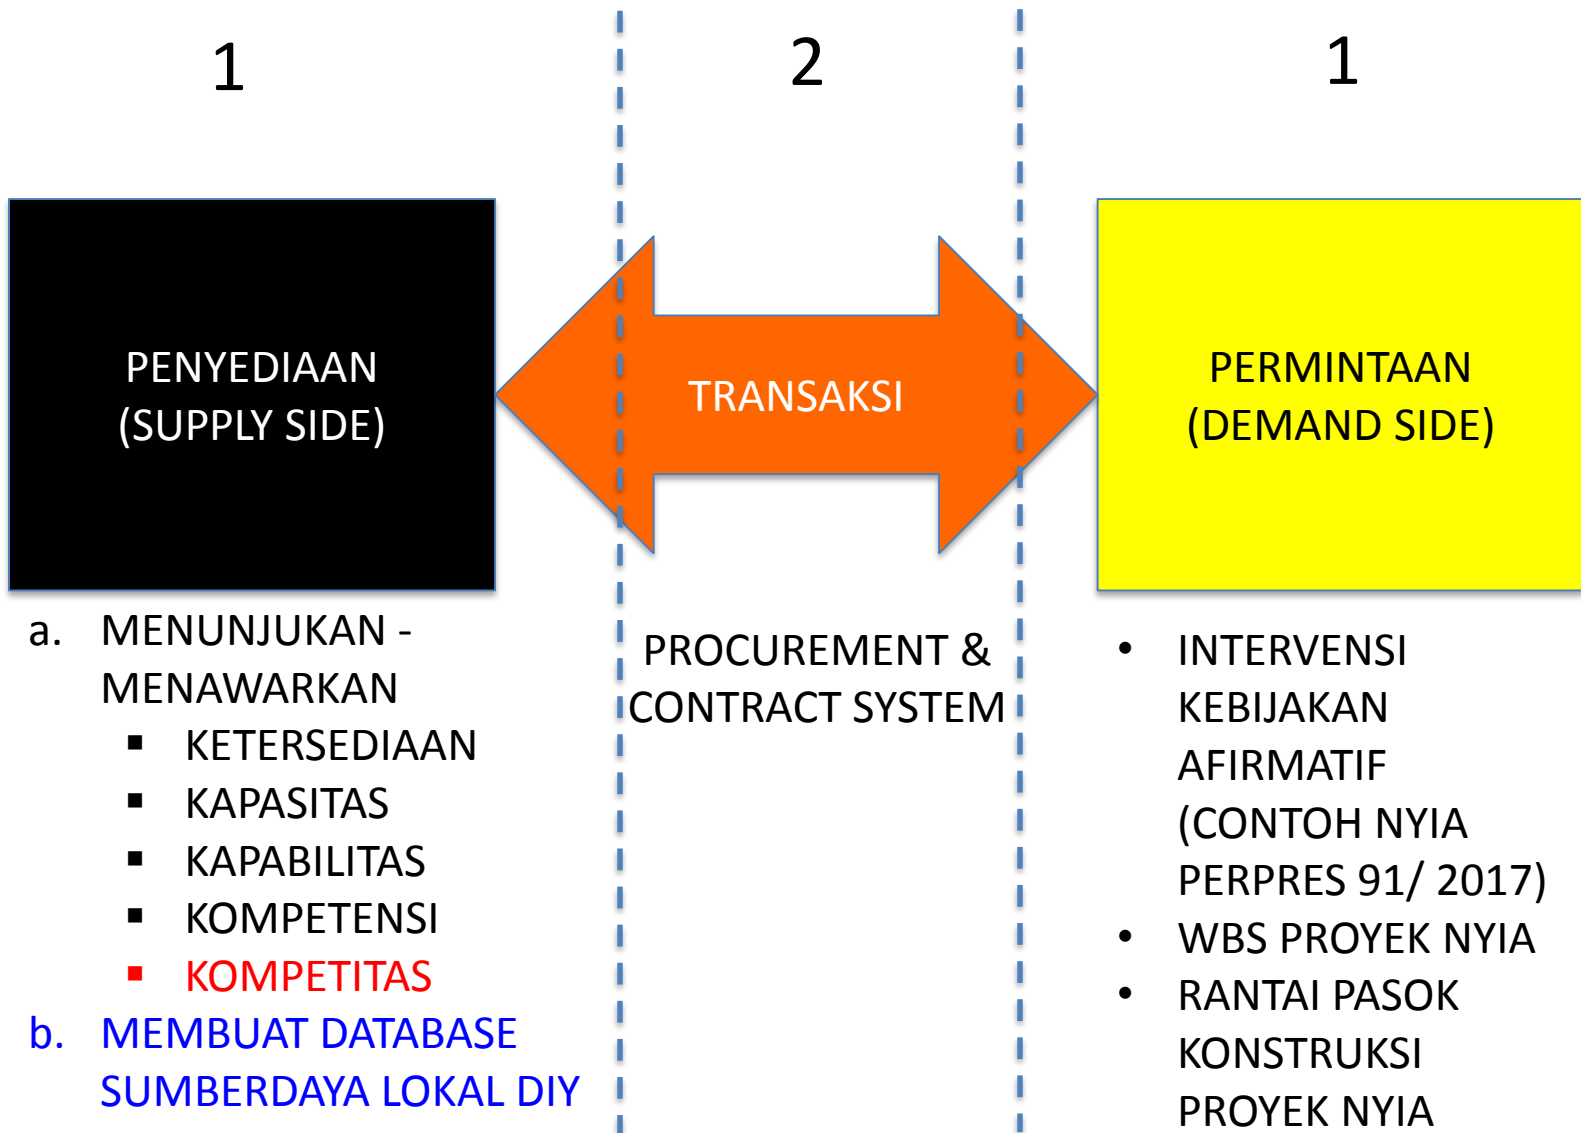 1
2
1
PENYEDIAAN
(SUPPLY SIDE)
TRANSAKSI
PERMINTAAN
(DEMAND SIDE)
a. MENUNJUKAN -
MENAWARKAN
▪ KETERSEDIAAN
▪ KAPASITAS
▪ KAPABILITAS
▪ KOMPETENSI
▪ KOMPETITAS
b. MEMBUAT DATABASE
SUMBERDAYA LOKAL DIY
PROCUREMENT &
CONTRACT SYSTEM
• INTERVENSI
KEBIJAKAN
AFIRMATIF
(CONTOH NYIA
PERPRES 91/ 2017)
• WBS PROYEK NYIA
• RANTAI PASOK
KONSTRUKSI
PROYEK NYIA